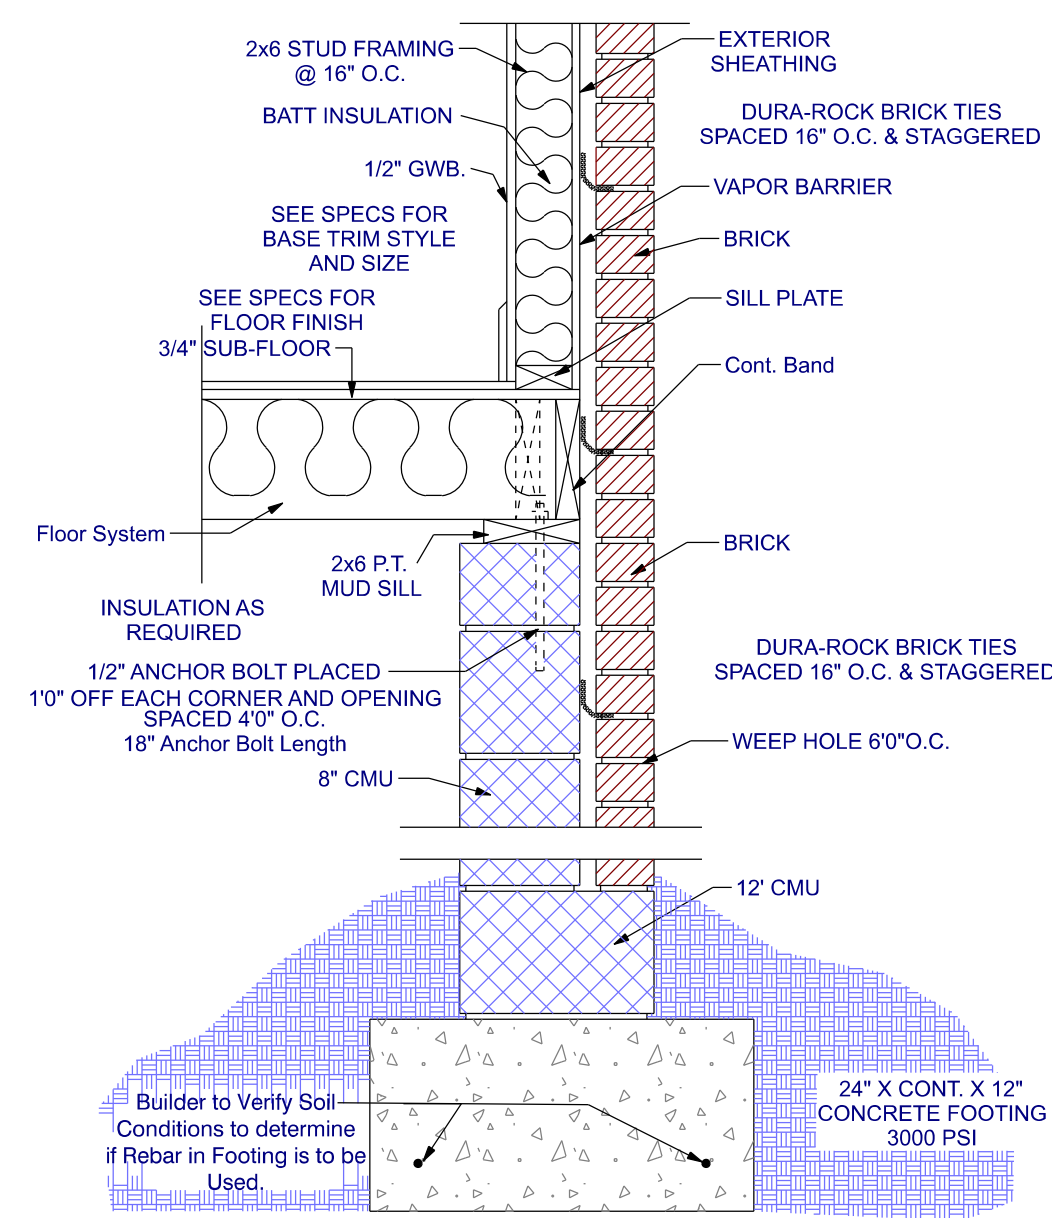 2x6 STUD FRAMING
@ 16" O.C.
BATT INSULATION
1/2" GWB.
SEE SPECS FOR
BASE TRIM STYLE
AND SIZE
SEE SPECS FOR
FLOOR FINISH
3/4" SUB-FLOOR
EXTERIOR
SHEATHING
DURA-ROCK BRICK TIES
SPACED 16" O.C. & STAGGERED
VAPOR BARRIER
BRICK
SILL PLATE
Cont. Band
Floor System
2x6 P.T.
MUD SILL
BRICK
INSULATION AS
REQUIRED
1/2" ANCHOR BOLT PLACED
1'0" OFF EACH CORNER AND OPENING
SPACED 4'0" O.C.
18" Anchor Bolt Length
DURA-ROCK BRICK TIES
SPACED 16" O.C. & STAGGERED
WEEP HOLE 6'0"O.C.
8" CMU
12' CMU
Builder to Verify Soil
Conditions to determine
if Rebar in Footing is to be
Used.
24" X CONT. X 12"
CONCRETE FOOTING
3000 PSI